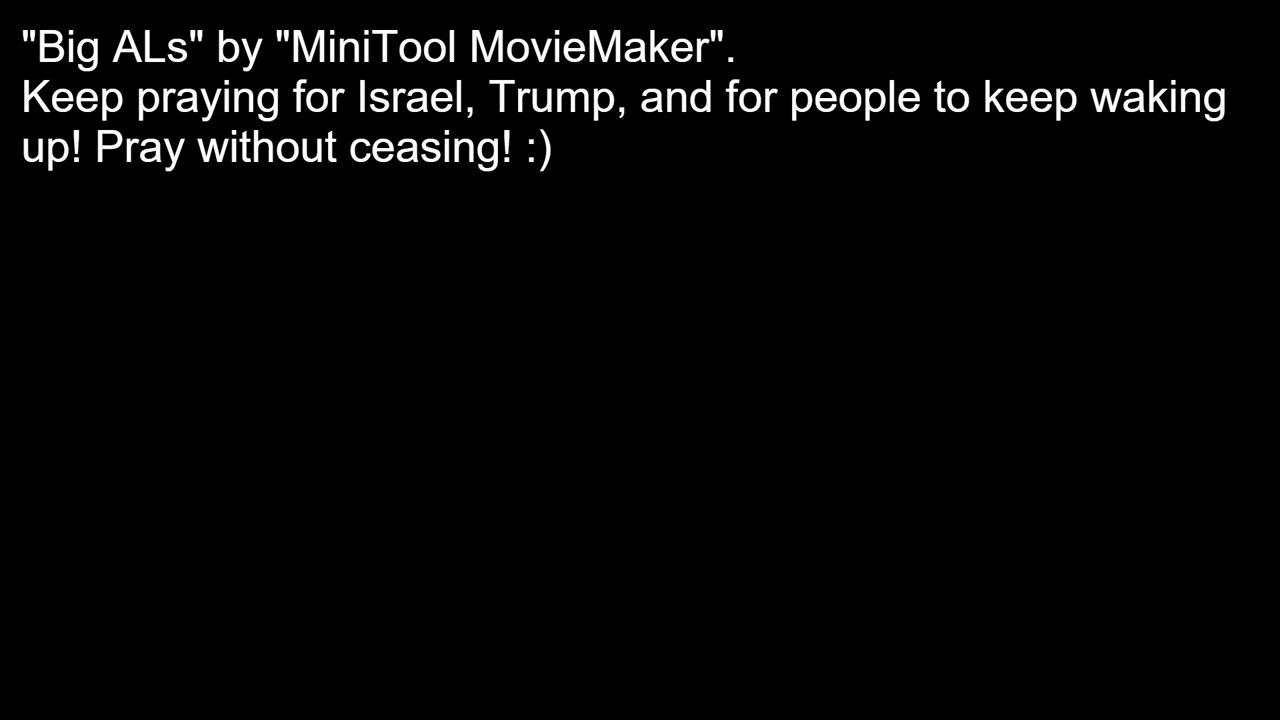 "Big ALs" by "MiniTool MovieMaker".
Keep praying for Israel, Trump, and for people to keep waking
up! Pray without ceasing! :)